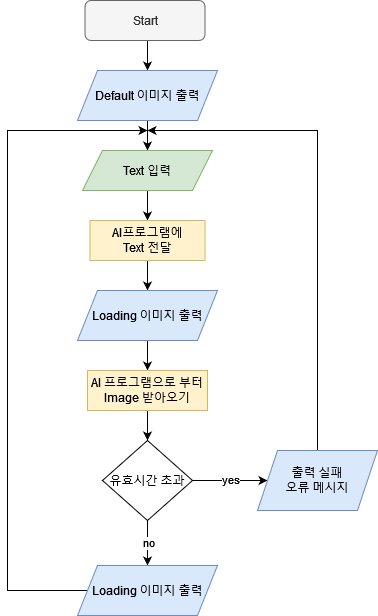 Start
Default 이미지 출력
Text 입력
AI프로그램에
Text 전달
Loading 이미지 출력
AI 프로그램으로 부터
Image 받아오기
유효시간 초과
yes
출력 실패
오류 메시지
no
Loading 이미지 출력